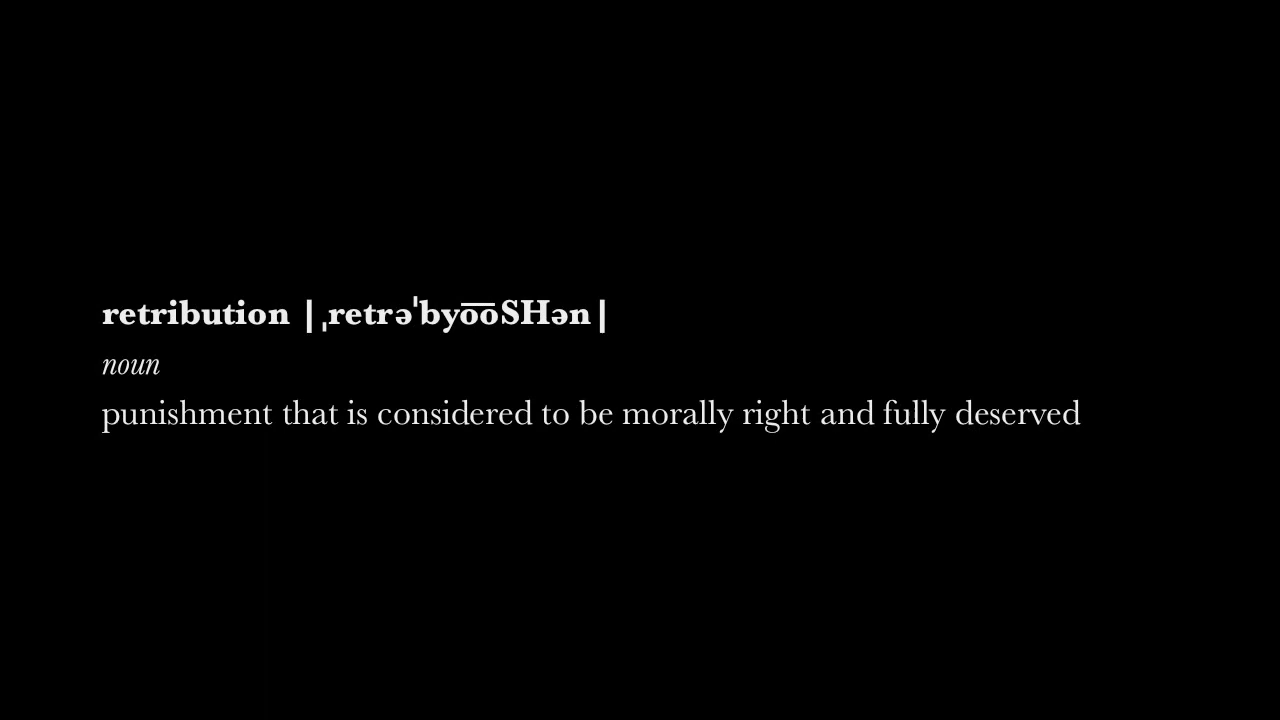 retribution |ˌretrəˈbyo͞oSHən|
noun
punishment that is considered to be morally right and fully deserved